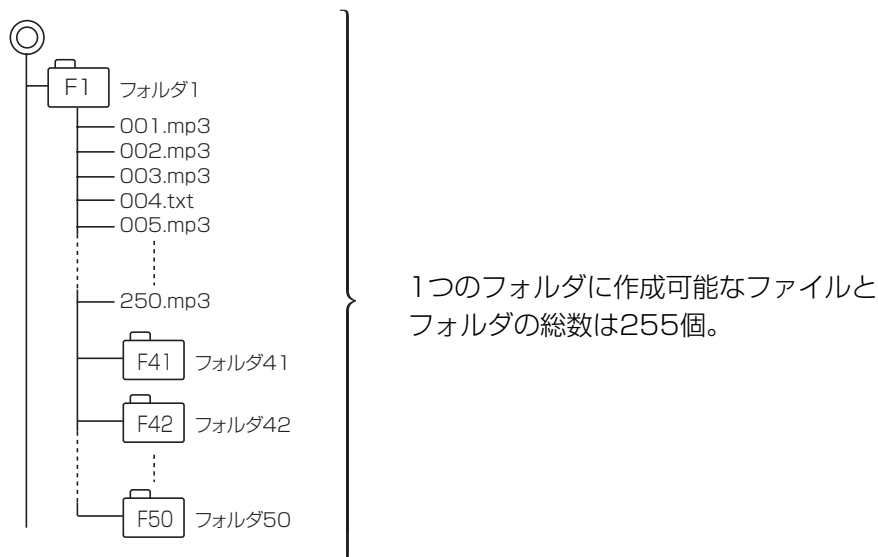 F1 フォルダ1
001.mp3
002.mp3
003.mp3
004.txt
005.mp3
250.mp3
F41 フォルダ41
F42 フォルダ42
F50 フォルダ50
1つのフォルダに作成可能なファイルと
フォルダの総数は255個。